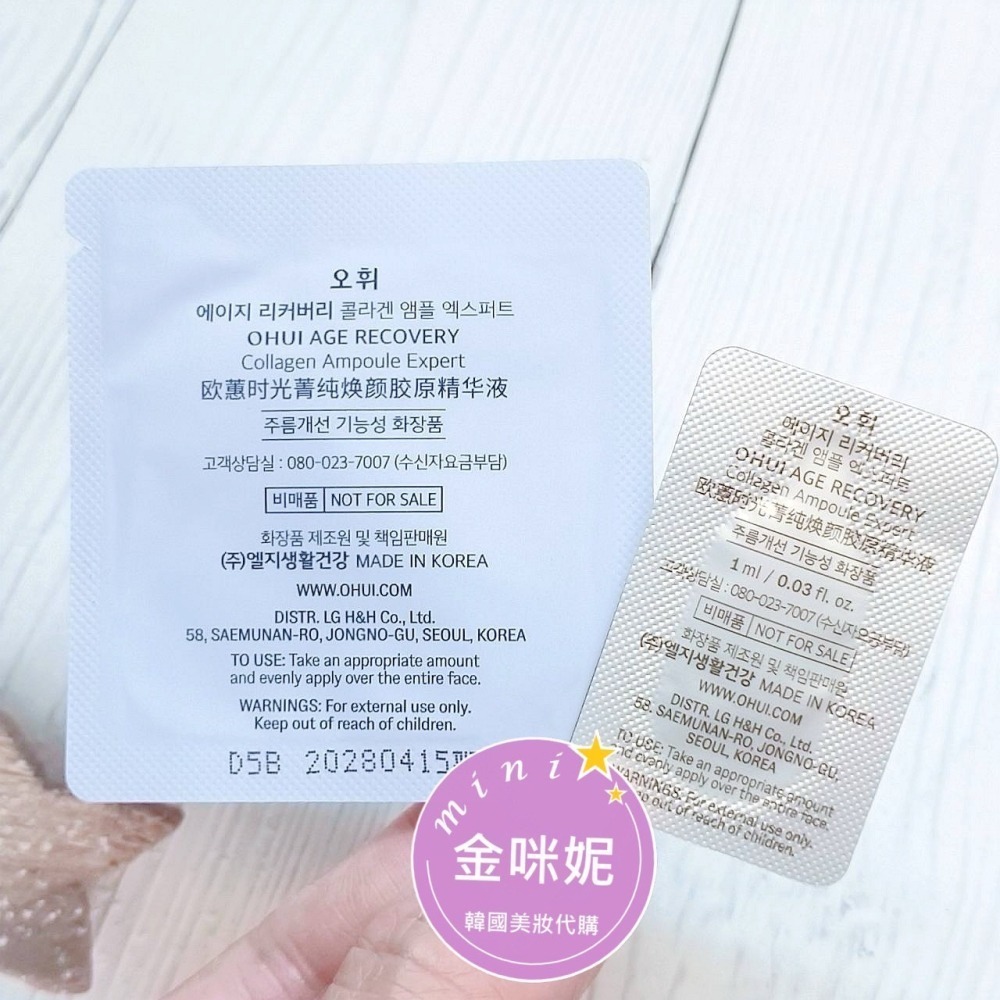 오휘
에이지 리커버리 콜라겐 앰플 엑스퍼트
OHUI AGE RECOVERY
Collagen Ampoule Expert
欧蕙时光菁纯焕颜胶原精华液
주름개선 기능성 화장품
고객상담실 : 080-023-7007 (수신자요금부담)
비매품 NOT FOR SALE
화장품 제조원 및 책임판매원
(주)엘지생활건강 MADE IN KOREA
WWW.OHUI.COM
DISTR. LG H&H Co., Ltd.
58, SAEMUNAN-RO, JONGNO-GU, SEOUL, KOREA
TO USE: Take an appropriate amount
and evenly apply over the entire face.
WARNINGS: For external use only.
Keep out of reach of children.
D5B 20280415
오휘
에이지 리커버리
콜라겐 앰플 엑스퍼트
OHUI AGE RECOVERY
Collagen Ampoule Expert
欧蕙时光菁纯焕颜胶原精华液
주름개선 기능성 화장품
1 ml / 0.03 fl. oz.
고객상담실 : 080-023-7007 (수신자요금부담)
비매품 NOT FOR SALE
화장품 제조원 및 책임판매원
(주)엘지생활건강 MADE IN KOREA
WWW.OHUI.COM
DISTR. LG H&H Co., Ltd.
58, SAEMUNAN-RO, JONGNO-GU,
SEOUL, KOREA
TO USE: Take an appropriate amount
and evenly apply over the entire face.
WARNINGS: For external use only.
out of reach of children.
mini
金咪妮
韓國美妝代購